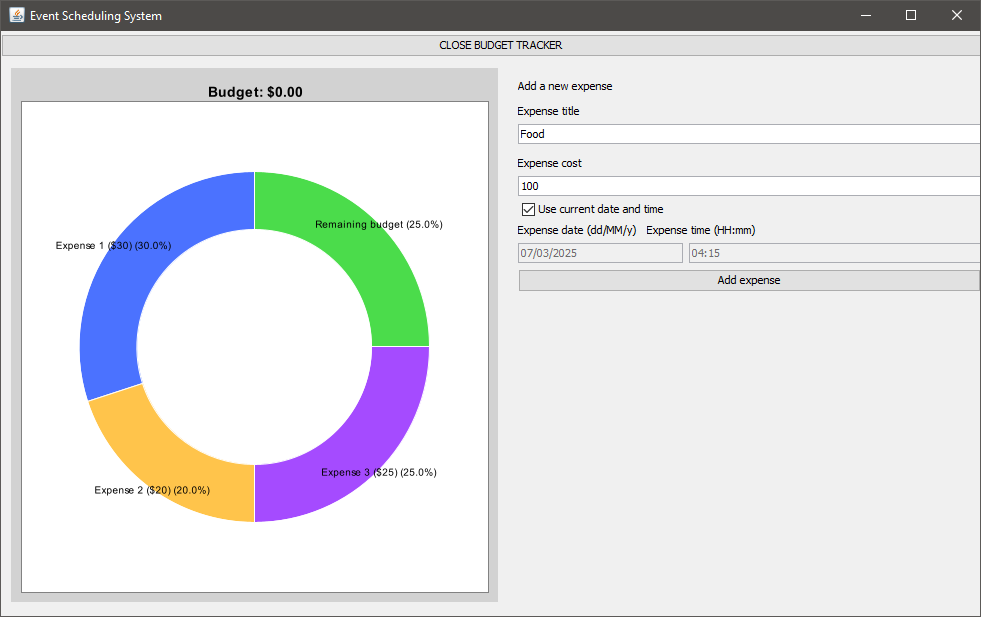 Event Scheduling System
CLOSE BUDGET TRACKER
Budget: $0.00
Remaining budget (25.0%)
Expense 1 ($30) (30.0%)
Expense 3 ($25) (25.0%)
Expense 2 ($20) (20.0%)
Add a new expense
Expense title
Food
Expense cost
100
Use current date and time
Expense date (dd/MM/y) Expense time (HH:mm)
07/03/2025 04:15
Add expense